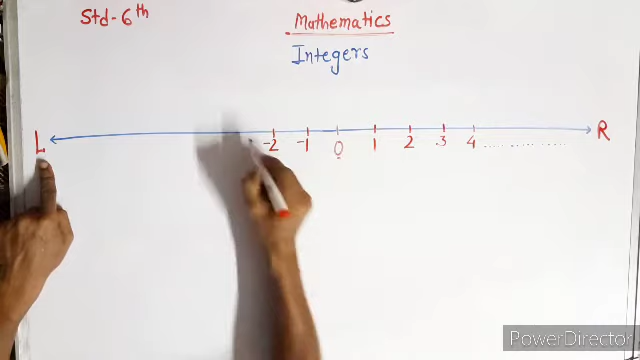 Std-6th
Mathematics
Integers
L -2 -1 0 1 2 3 4 .................. R
PowerDirector